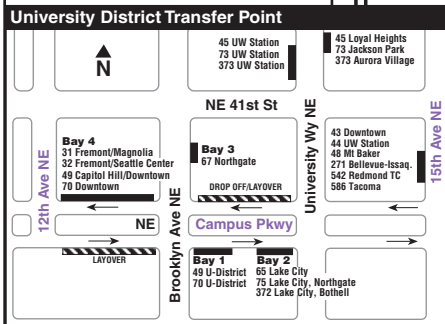 University District Transfer Point
N
45 UW Station
73 UW Station
373 UW Station
45 Loyal Heights
73 Jackson Park
373 Aurora Village
NE 41st St
12th Ave NE
Bay 4
31 Fremont/Magnolia
32 Fremont/Seattle Center
49 Capitol Hill/Downtown
70 Downtown
Brooklyn Ave NE
Bay 3
67 Northgate
DROP OFF/LAYOVER
University Wy NE
43 Downtown
44 UW Station
48 Mt Baker
271 Bellevue-Issaq.
542 Redmond TC
586 Tacoma
15th Ave NE
NE Campus Pkwy
LAYOVER
Bay 1
49 U-District
70 U-District
Bay 2
65 Lake City
75 Lake City, Northgate
372 Lake City, Bothell